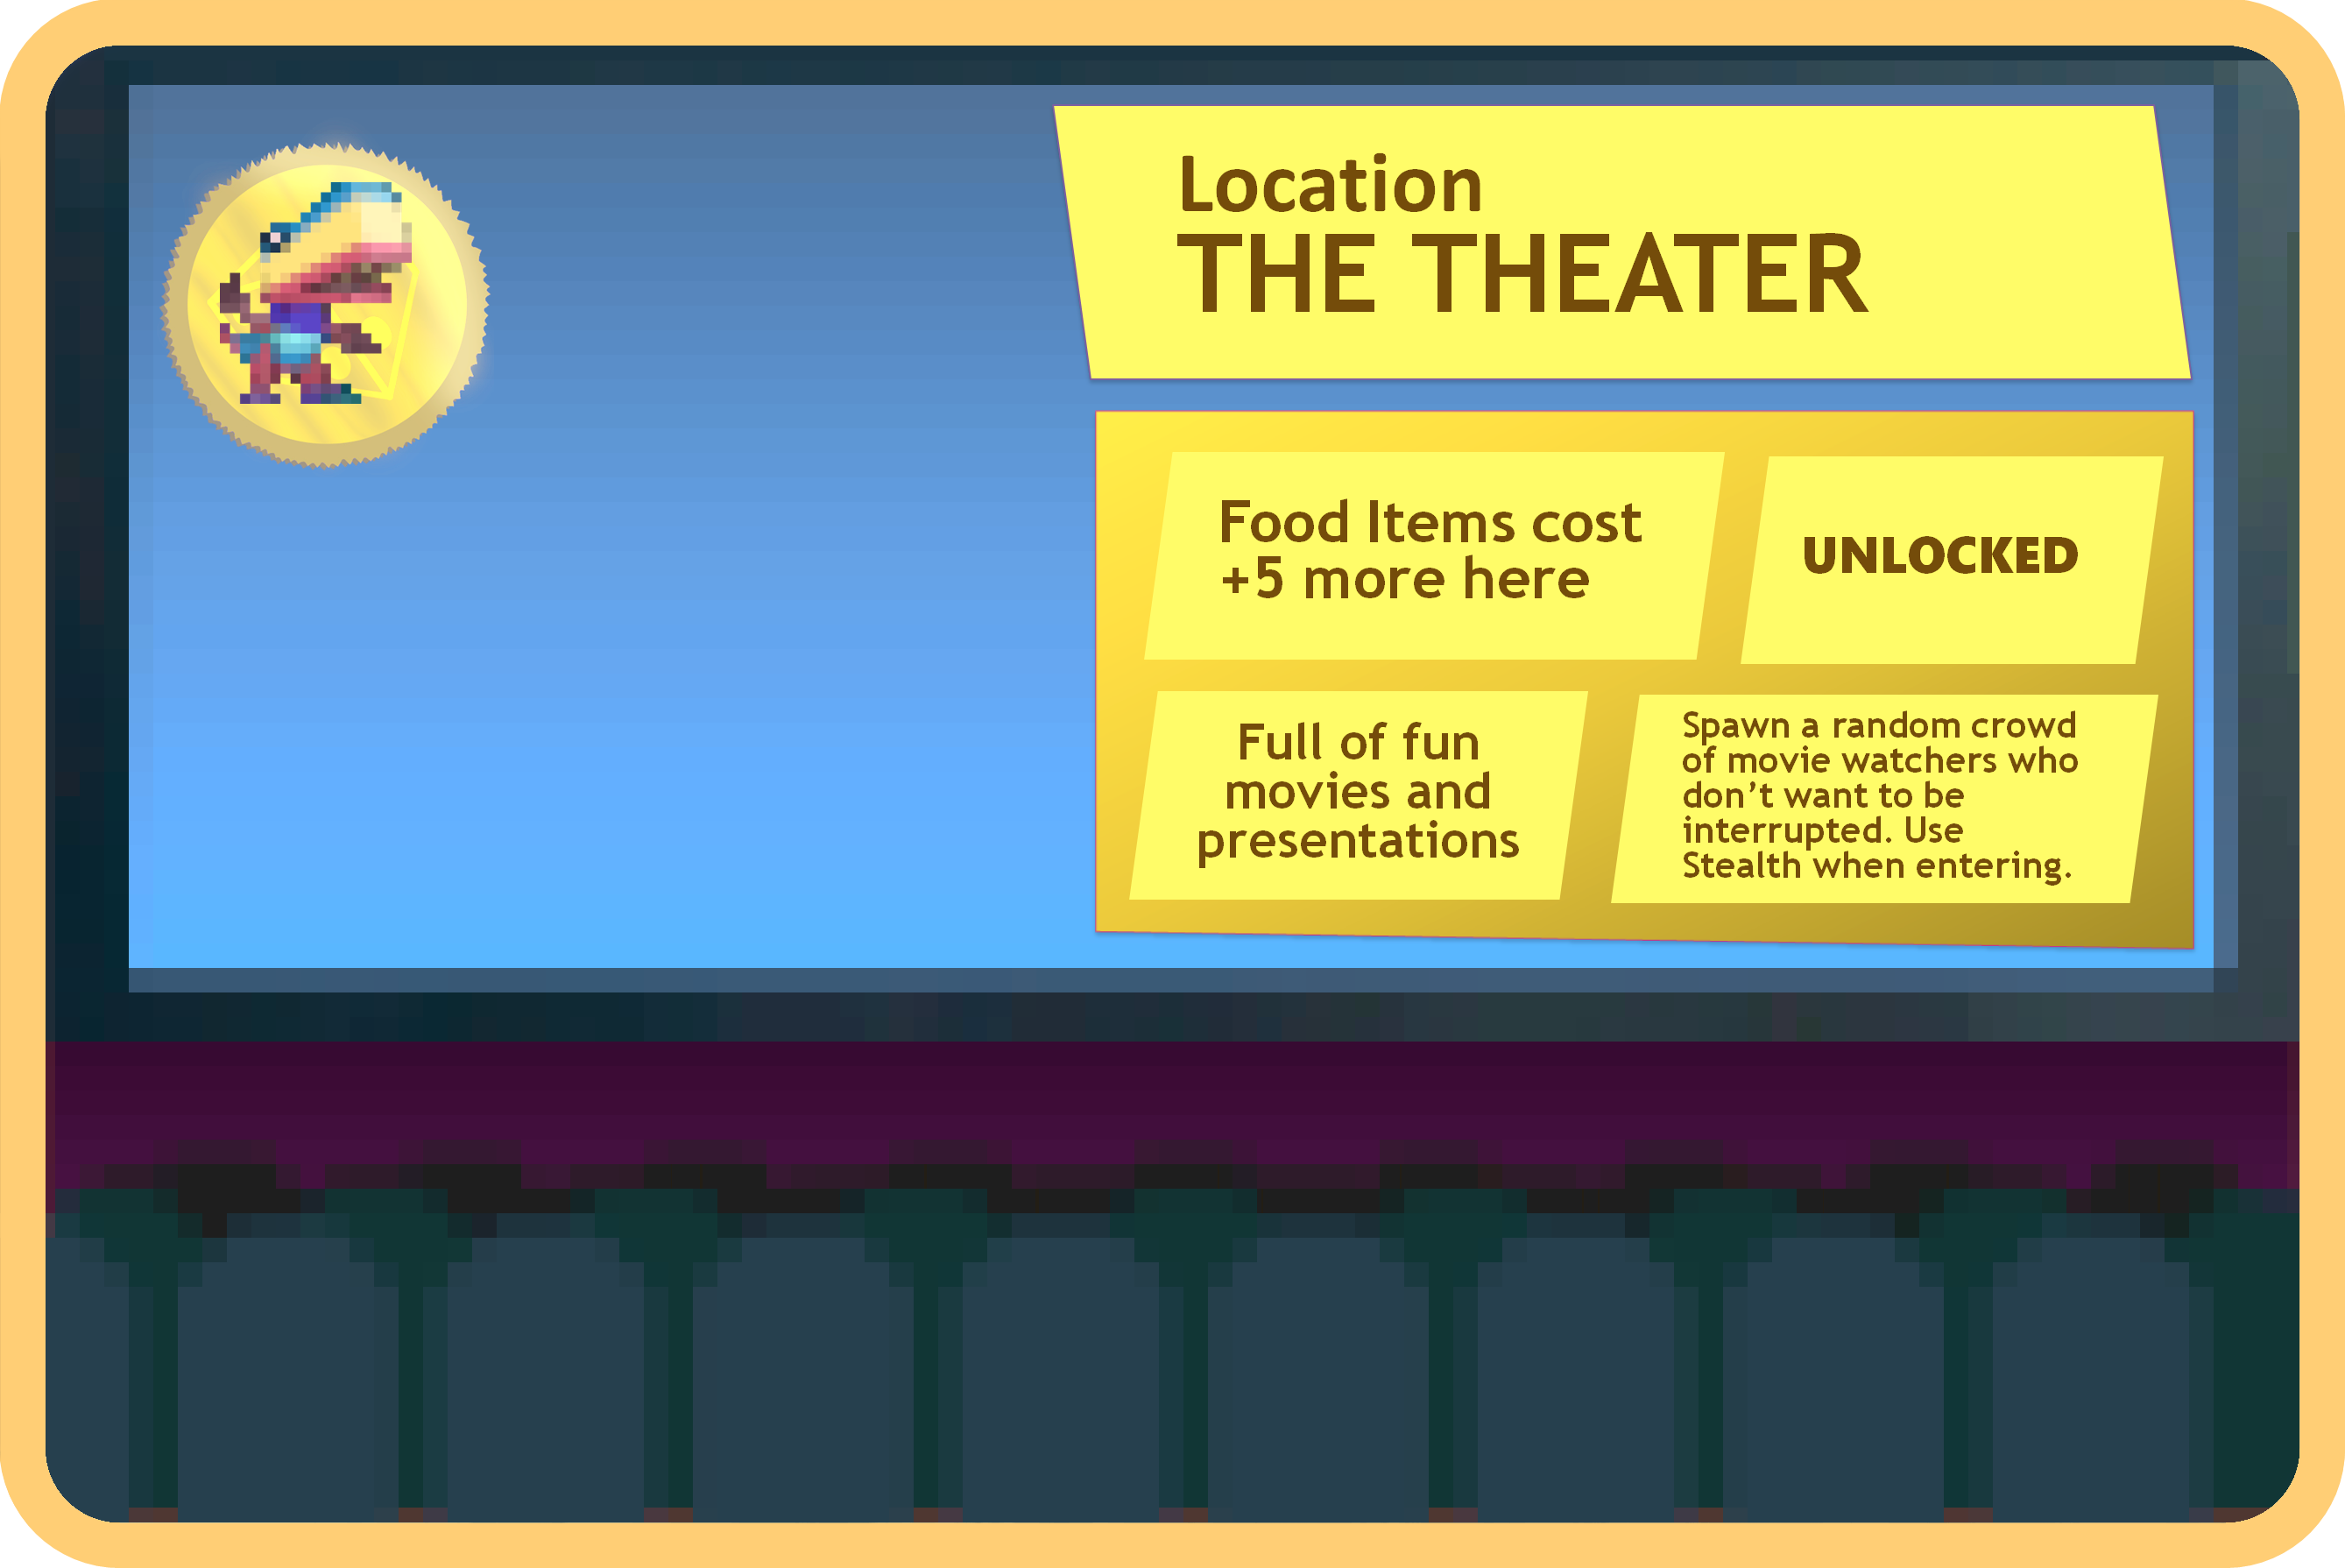 Location
THE THEATER
Food Items cost
+5 more here
UNLOCKED
Full of fun
movies and
presentations
Spawn a random crowd
of movie watchers who
don’t want to be
interrupted. Use
Stealth when entering.